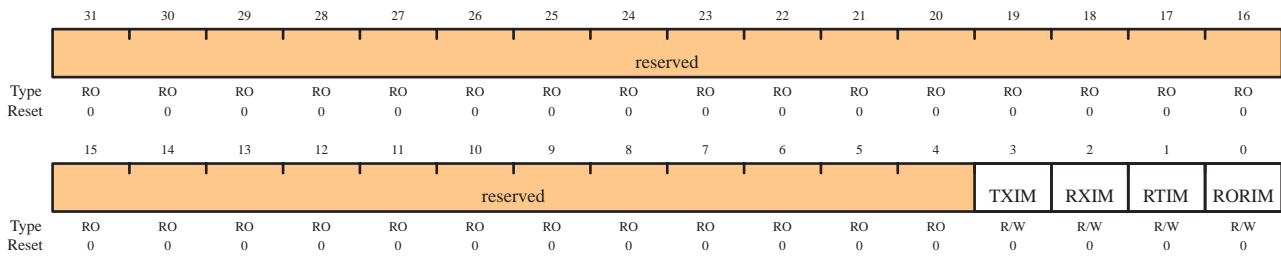 31 30 29 28 27 26 25 24 23 22 21 20 19 18 17 16
reserved
Type RO RO RO RO RO RO RO RO RO RO RO RO RO RO RO RO
Reset 0 0 0 0 0 0 0 0 0 0 0 0 0 0 0 0
15 14 13 12 11 10 9 8 7 6 5 4 3 2 1 0
reserved TXIM RXIM RTIM RORIM
Type RO RO RO RO RO RO RO RO RO RO RO RO R/W R/W R/W R/W
Reset 0 0 0 0 0 0 0 0 0 0 0 0 0 0 0 0